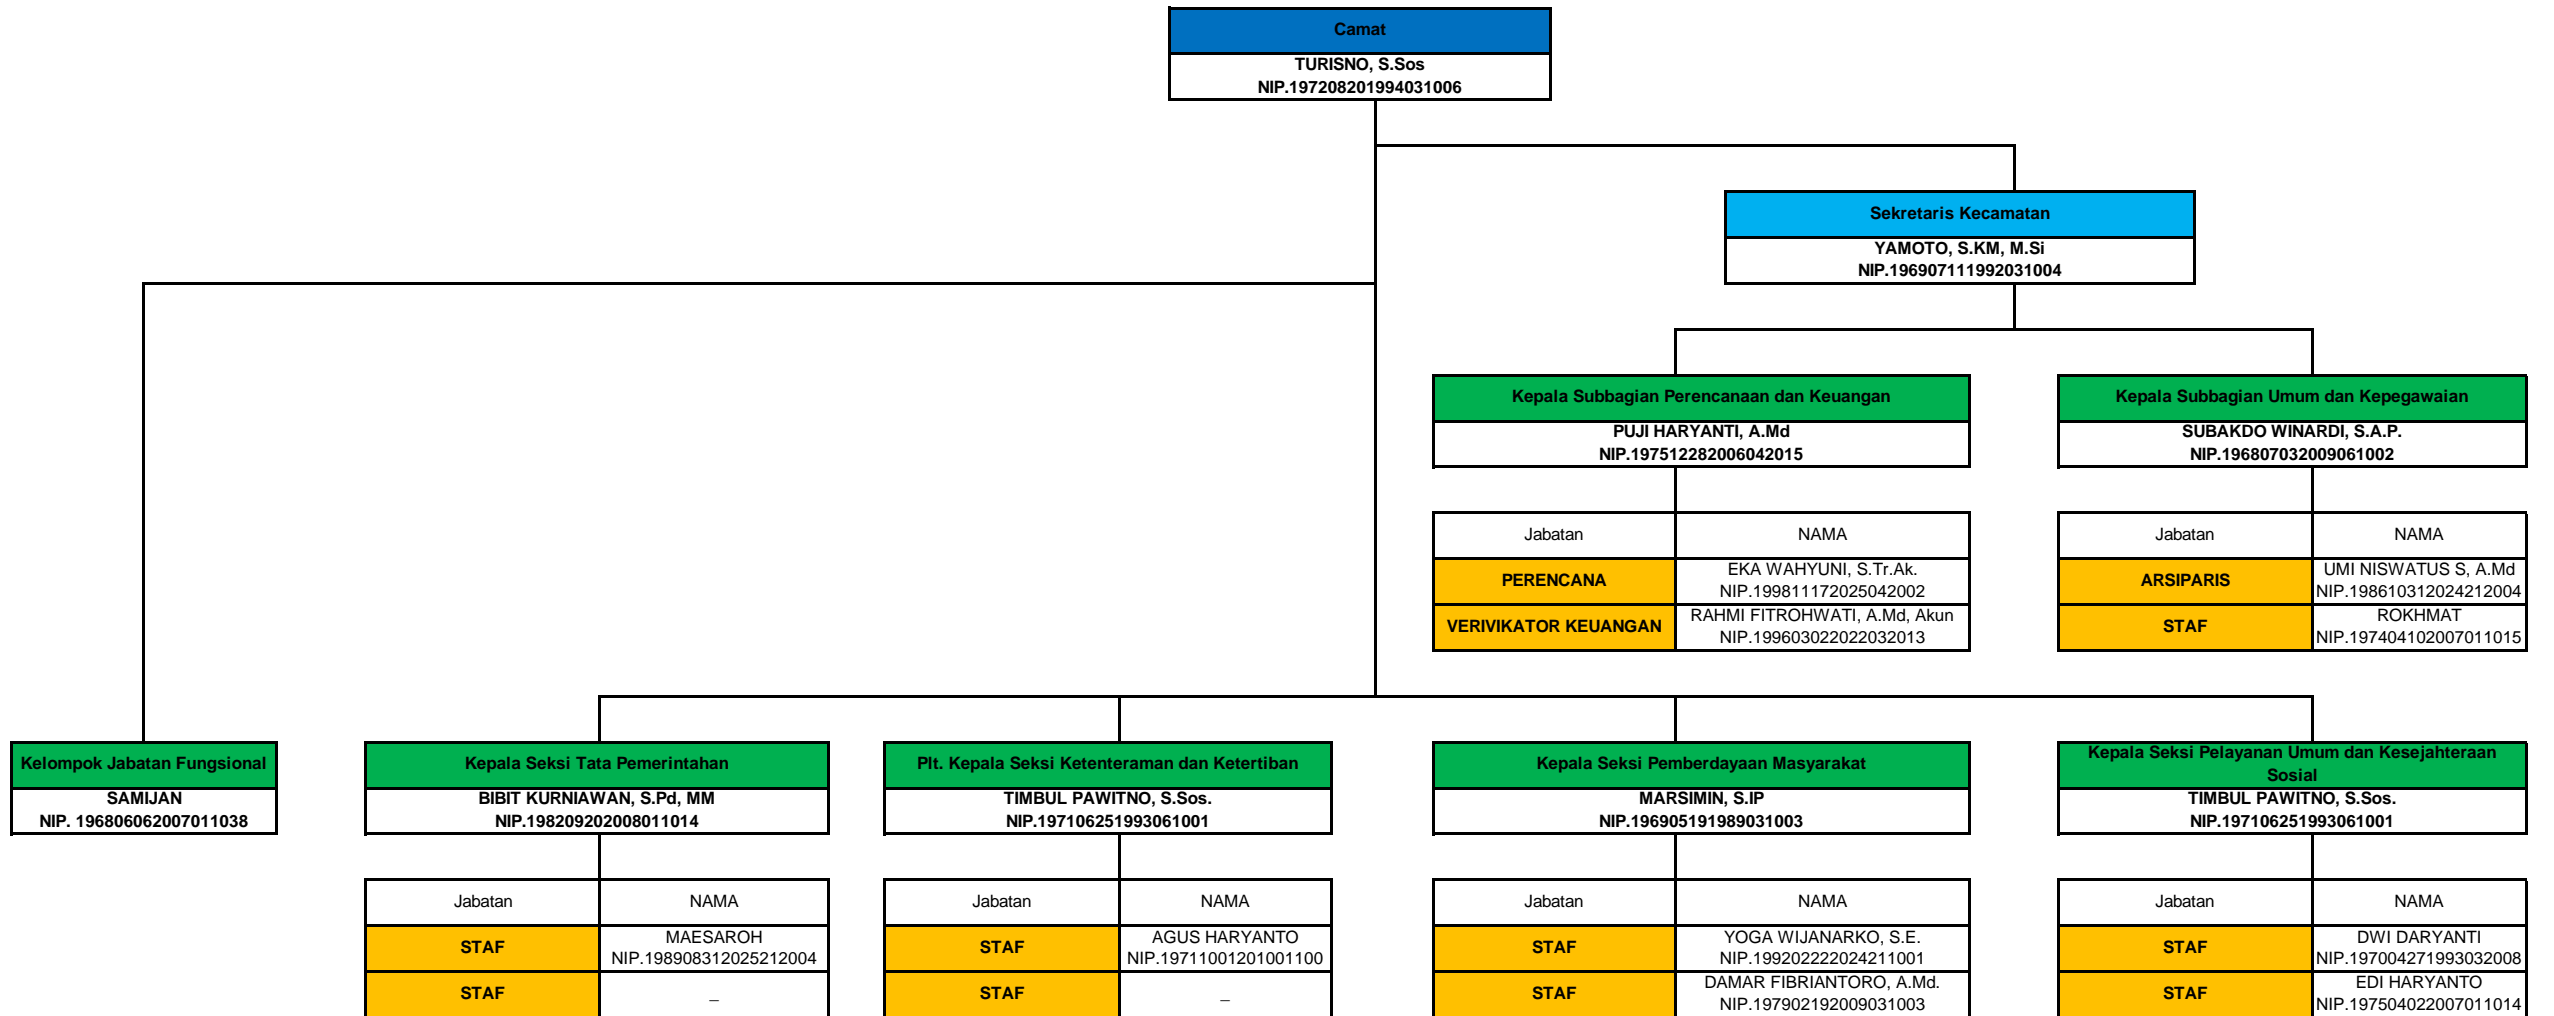 Camat
TURISNO, S.Sos
NIP.197208201994031006
Sekretaris Kecamatan
YAMOTO, S.KM, M.Si
NIP.196907111992031004
Kepala Subbagian Perencanaan dan Keuangan
PUJI HARYANTI, A.Md
NIP.197512282006042015
Jabatan NAMA
PERENCANA
EKA WAHYUNI, S.Tr.Ak.
NIP.199811172025042002
VERIVIKATOR KEUANGAN
RAHMI FITROHWATI, A.Md, Akun
NIP.199603022022032013
Kepala Subbagian Umum dan Kepegawaian
SUBAKDO WINARDI, S.A.P.
NIP.196807032009061002
Jabatan NAMA
ARSIPARIS
UMI NISWATUS S, A.Md
NIP.198610312024212004
STAF
ROKHMAT
NIP.197404102007011015
Kelompok Jabatan Fungsional
SAMIJAN
NIP. 196806062007011038
Kepala Seksi Tata Pemerintahan
BIBIT KURNIAWAN, S.Pd, MM
NIP.198209202008011014
Jabatan NAMA
STAF
MAESAROH
NIP.198908312025212004
STAF
_
Plt. Kepala Seksi Ketenteraman dan Ketertiban
TIMBUL PAWITNO, S.Sos.
NIP.197106251993061001
Jabatan NAMA
STAF
AGUS HARYANTO
NIP.19711001201001100
STAF
_
Kepala Seksi Pemberdayaan Masyarakat
MARSIMIN, S.IP
NIP.196905191989031003
Jabatan NAMA
STAF
YOGA WIJANARKO, S.E.
NIP.199202222024211001
STAF
DAMAR FIBRIANTORO, A.Md.
NIP.197902192009031003
Kepala Seksi Pelayanan Umum dan Kesejahteraan
Sosial
TIMBUL PAWITNO, S.Sos.
NIP.197106251993061001
Jabatan NAMA
STAF
DWI DARYANTI
NIP.197004271993032008
STAF
EDI HARYANTO
NIP.197504022007011014